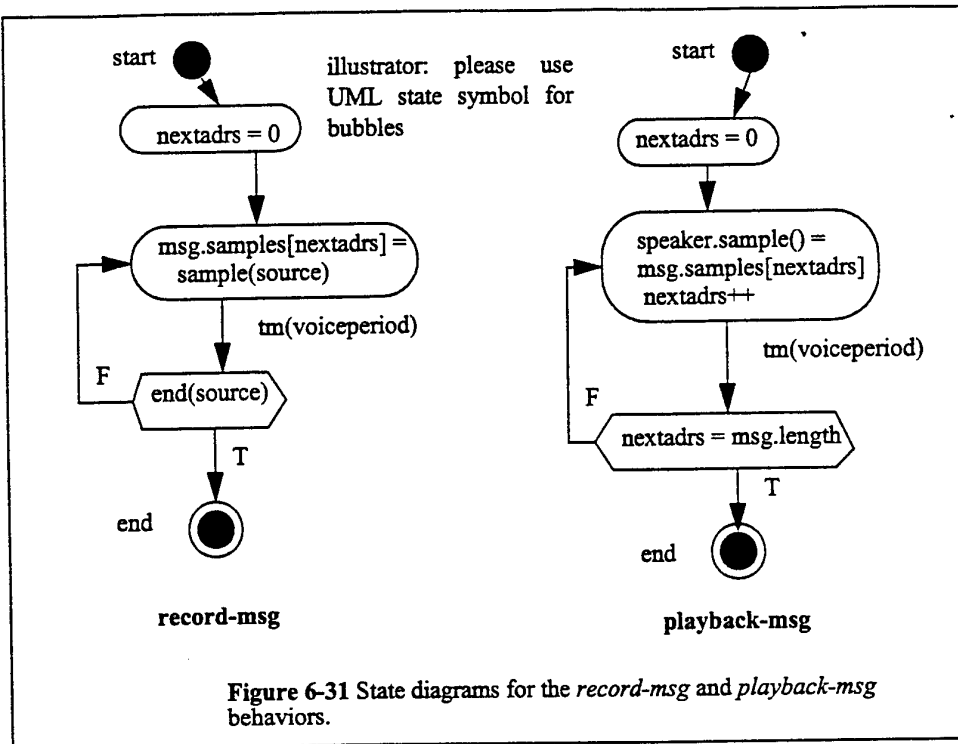 start
nextadrs = 0
msg.samples[nextadrs] =
sample(source)
tm(voiceperiod)
F
end(source)
T
end
record-msg
illustrator: please use
UML state symbol for
bubbles
start
nextadrs = 0
speaker.sample() =
msg.samples[nextadrs]
nextadrs++
tm(voiceperiod)
F
nextadrs = msg.length
T
end
playback-msg
Figure 6-31 State diagrams for the record-msg and playback-msg
behaviors.